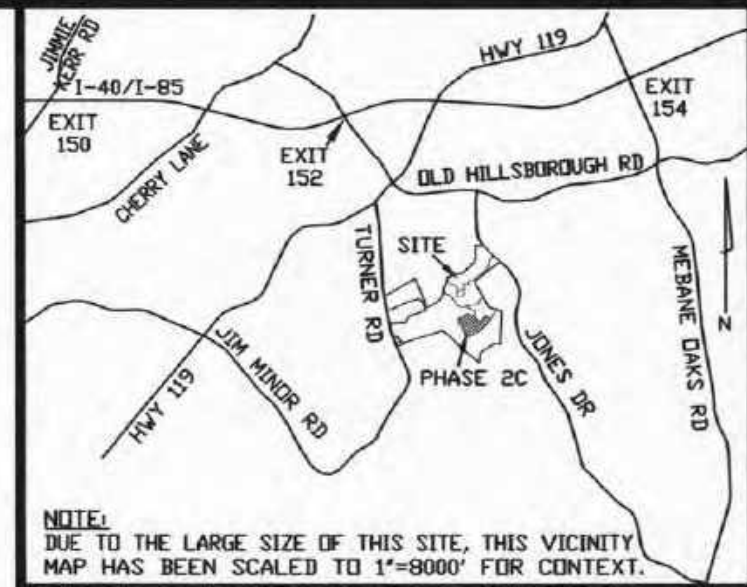 JIMMIE
KERR RD
I-40/I-85
EXIT
150
CHERRY LANE
EXIT
152
HWY 119
EXIT
154
OLD HILLSBOROUGH RD
TURNER RD
SITE
MEBANE OAKS RD
N
JONES DR
PHASE 2C
JIM MINOR RD
HWY 119
NOTE:
DUE TO THE LARGE SIZE OF THIS SITE, THIS VICINITY
MAP HAS BEEN SCALED TO 1"=8000' FOR CONTEXT.